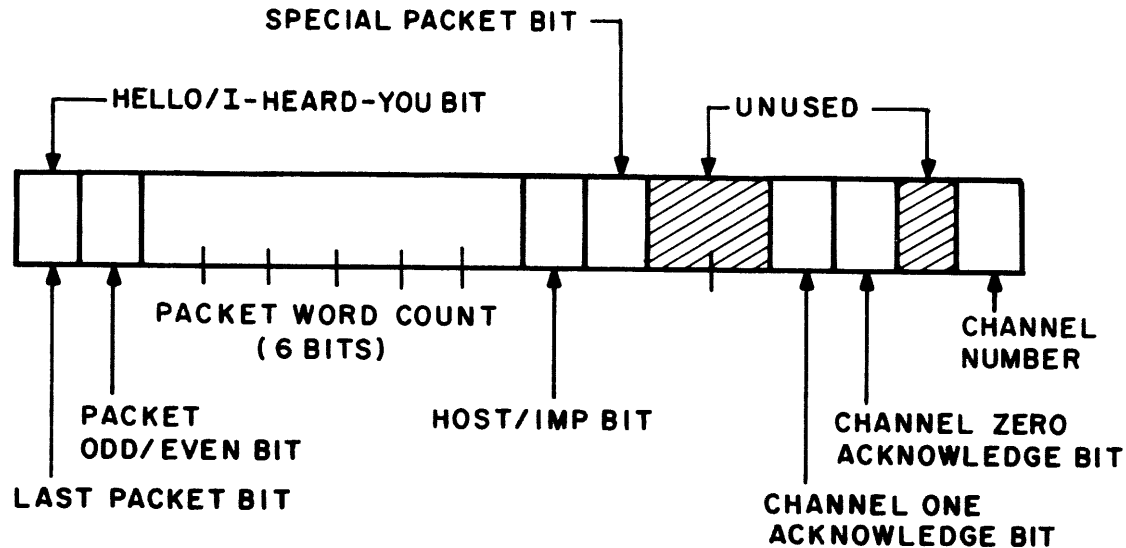 SPECIAL PACKET BIT
HELLO/I-HEARD-YOU BIT
UNUSED
PACKET WORD COUNT
(6 BITS)
CHANNEL
NUMBER
PACKET
ODD/EVEN BIT
HOST/IMP BIT
CHANNEL ZERO
ACKNOWLEDGE BIT
LAST PACKET BIT
CHANNEL ONE
ACKNOWLEDGE BIT